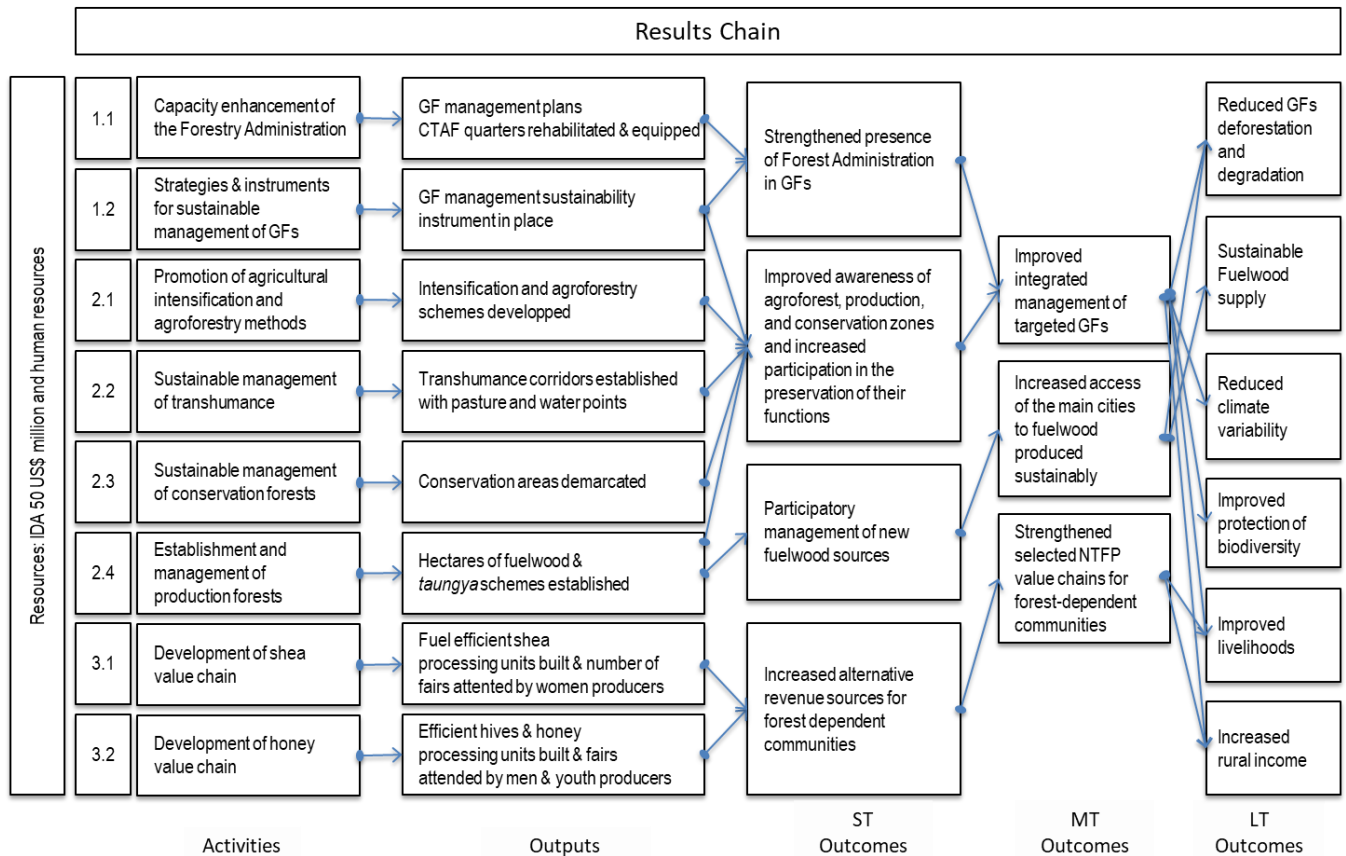 Results Chain
Resources: IDA 50 US$ million and human resources
1.1
Capacity enhancement of
the Forestry Administration
GF management plans
CTAF quarters rehabilitated & equipped
1.2
Strategies & instruments
for sustainable
management of GFs
GF management sustainability
instrument in place
2.1
Promotion of agricultural
intensification and
agroforestry methods
Intensification and agroforestry
schemes developped
2.2
Sustainable management
of transhumance
Transhumance corridors established
with pasture and water points
2.3
Sustainable management
of conservation forests
Conservation areas demarcated
2.4
Establishment and
management of
production forests
Hectares of fuelwood &
taungya schemes established
3.1
Development of shea
value chain
Fuel efficient shea
processing units built & number of
fairs attented by women producers
3.2
Development of honey
value chain
Efficient hives & honey
processing units built & fairs
attended by men & youth producers
Strengthened presence
of Forest Administration
in GFs
Improved awareness of
agroforest, production,
and conservation zones
and increased
participation in the
preservation of their
functions
Participatory
management of new
fuelwood sources
Increased alternative
revenue sources for
forest dependent
communities
Improved
integrated
management of
targeted GFs
Increased access
of the main cities
to fuelwood
produced
sustainably
Strengthened
selected NTFP
value chains for
forest-dependent
communities
Reduced GFs
deforestation
and
degradation
Sustainable
Fuelwood
supply
Reduced
climate
variability
Improved
protection of
biodiversity
Improved
livelihoods
Increased
rural income
Activities
Outputs
ST
Outcomes
MT
Outcomes
LT
Outcomes